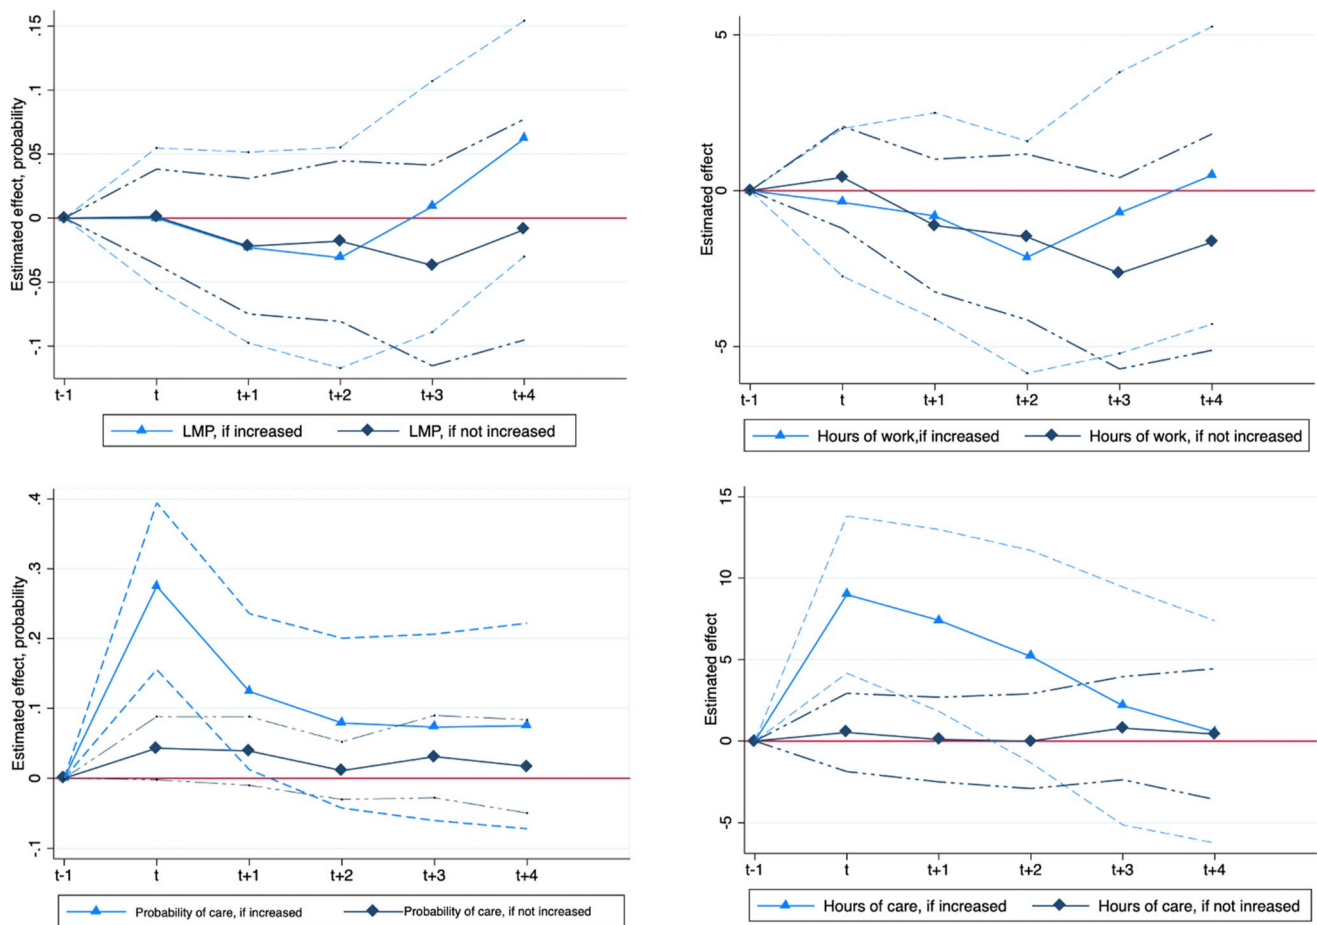 Estimated effect, probability
.15
.1
.05
0
-.05
-.1
t-1 t t+1 t+2 t+3 t+4
LMP, if increased LMP, if not increased
Estimated effect
5
0
-5
t-1 t t+1 t+2 t+3 t+4
Hours of work,if increased Hours of work, if not increased
Estimated effect, probability
.4
.3
.2
.1
0
-.1
t-1 t t+1 t+2 t+3 t+4
Probability of care, if increased Probability of care, if not increased
Estimated effect
15
10
5
0
-5
t-1 t t+1 t+2 t+3 t+4
Hours of care, if increased Hours of care, if not inreased